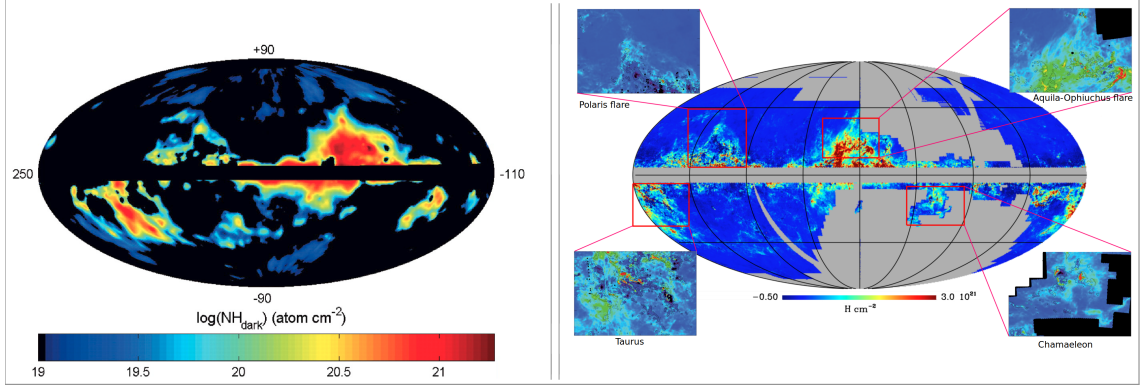 +90
250
-110
-90
log(NH_dark) (atom cm^-2)
19 19.5 20 20.5 21
Polaris flare
Aquila-Ophiuchus flare
−0.50 3.0 10^21
H cm^-2
Taurus
Chamaeleon